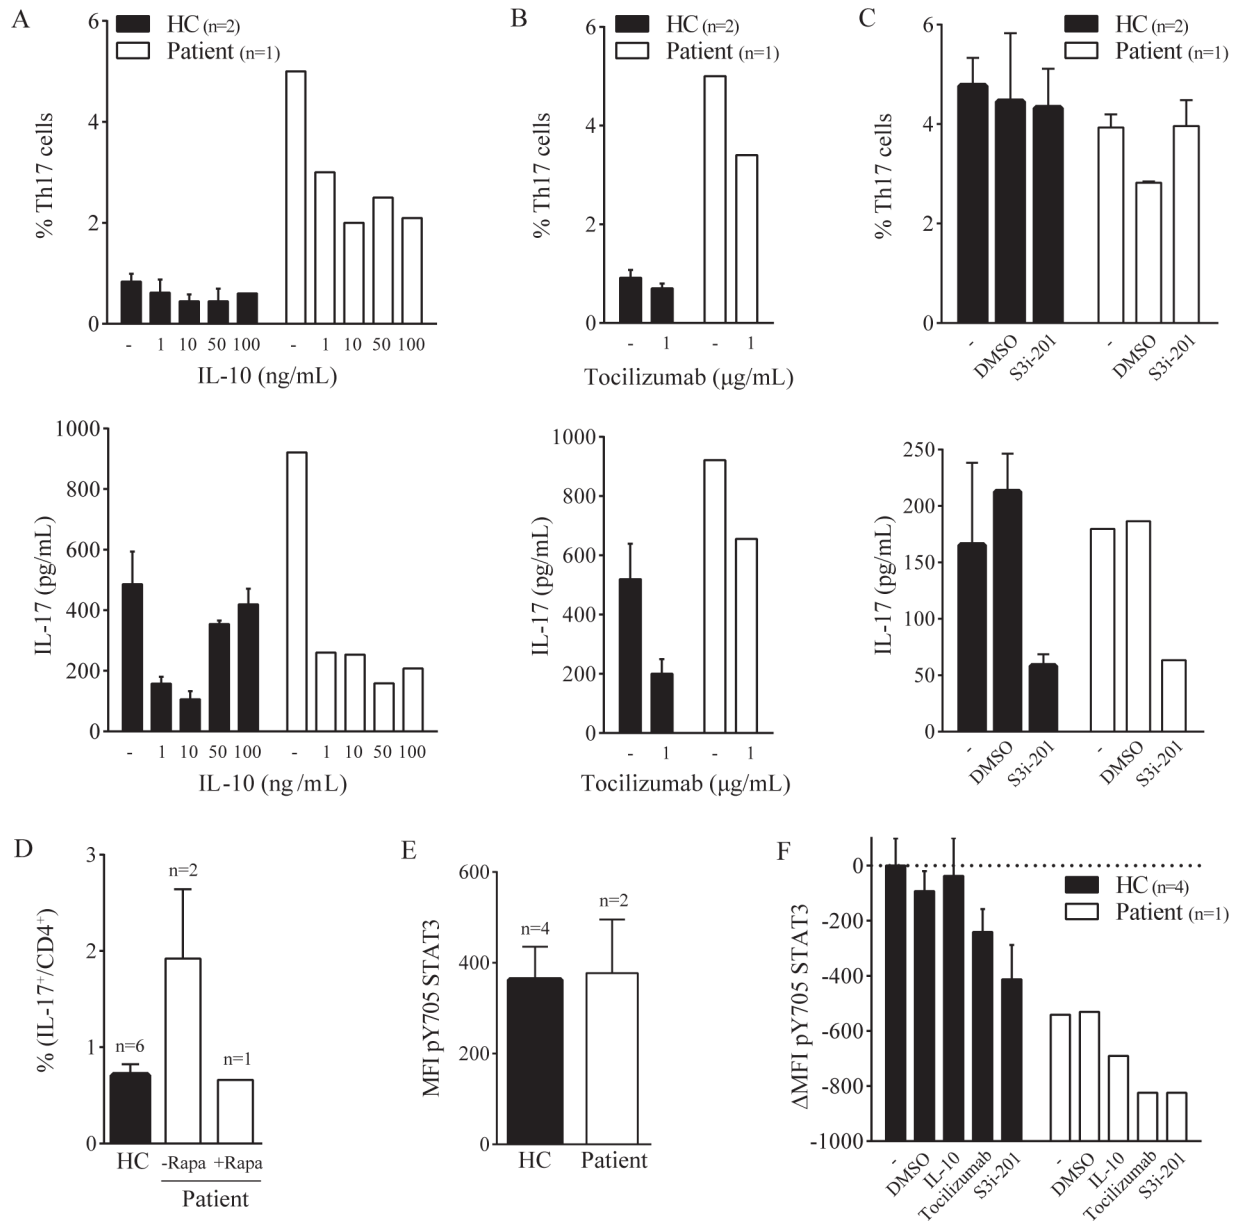 A
HC (n=2)
Patient (n=1)
% Th17 cells
6
4
2
0
- 1 10 50 100 - 1 10 50 100
IL-10 (ng/mL)
IL-17 (pg/mL)
1000
800
600
400
200
0
- 1 10 50 100 - 1 10 50 100
IL-10 (ng /mL)
B
HC (n=2)
Patient (n=1)
% Th17 cells
6
4
2
0
- 1 - 1
Tocilizumab (μg/mL)
IL-17 (pg/mL)
1000
800
600
400
200
0
- 1 - 1
Tocilizumab (μg/mL)
C
HC (n=2)
Patient (n=1)
% Th17 cells
6
4
2
0
- DMSO S3i-201 - DMSO S3i-201
IL-17 (pg/mL)
250
200
150
100
50
0
- DMSO S3i-201 - DMSO S3i-201
D
% (IL-17⁺/CD4⁺)
3
2
1
0
n=6
n=2
n=1
HC -Rapa +Rapa
Patient
E
MFI pY705 STAT3
600
400
200
0
n=4
n=2
HC Patient
F
HC (n=4)
Patient (n=1)
ΔMFI pY705 STAT3
0
-200
-400
-600
-800
-1000
- DMSO IL-10 Tocilizumab S3i-201 - DMSO IL-10 Tocilizumab S3i-201